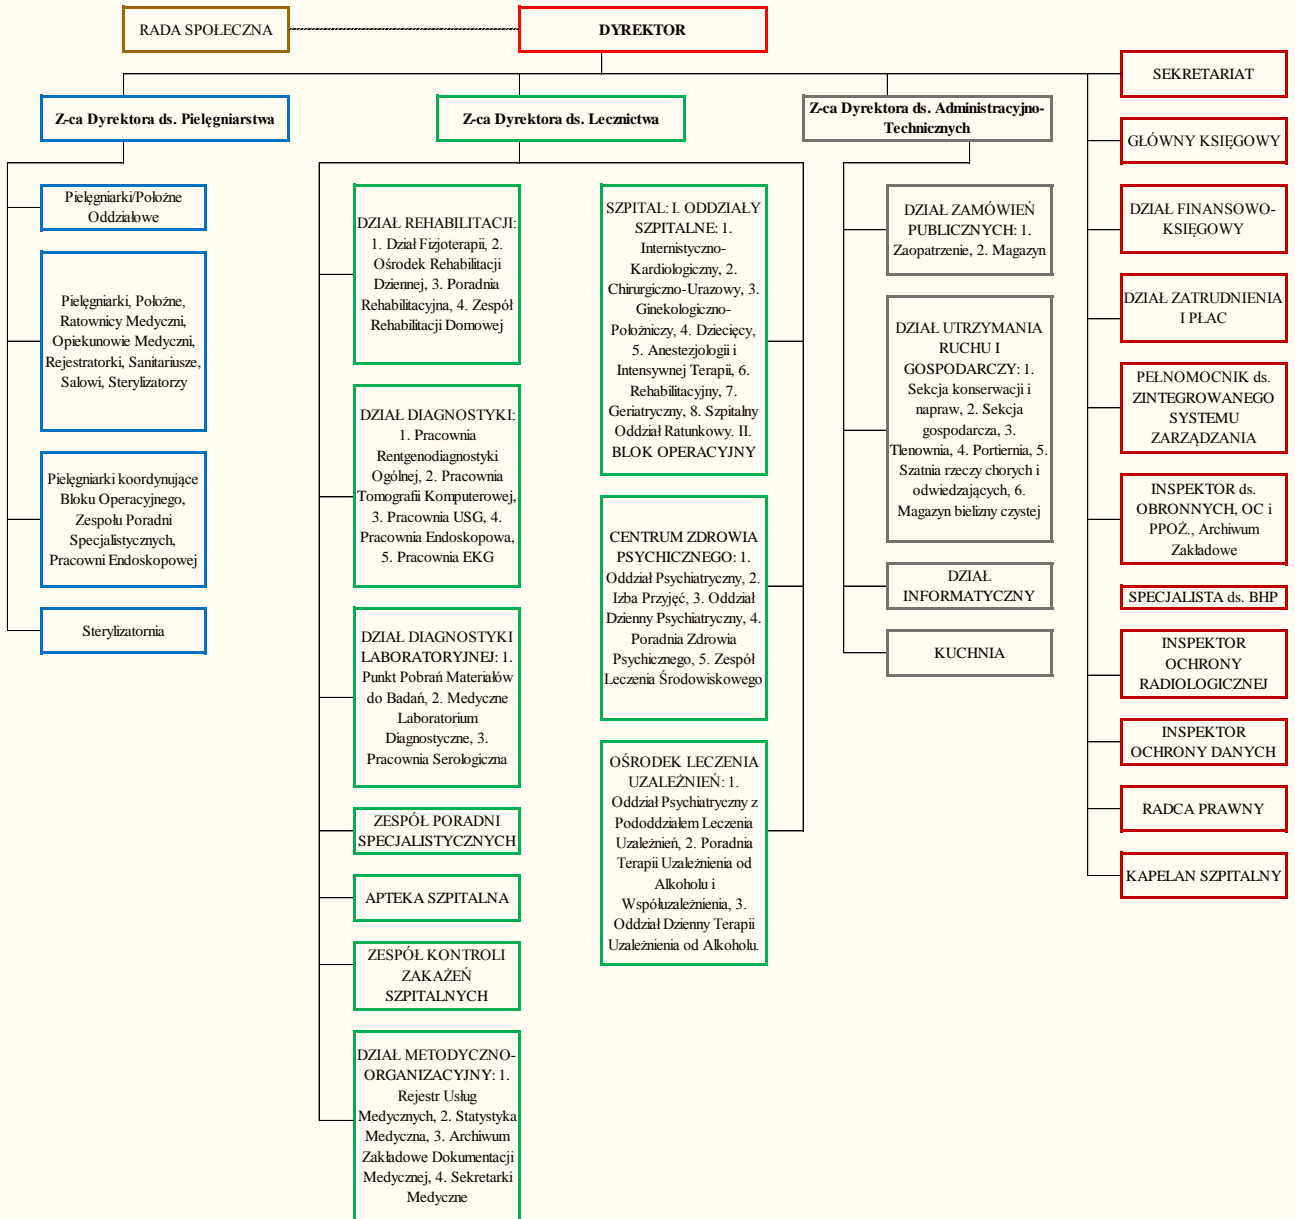 RADA SPOŁECZNA
DYREKTOR
Z-ca Dyrektora ds. Pielęgniarstwa
Pielęgniarki/Położne
Oddziałowe
Pielęgniarki, Położne,
Ratownicy Medyczni,
Opiekunowie Medyczni,
Rejestratorki, Sanitariusze,
Salowi, Sterylizatorzy
Pielęgniarki koordynujące
Bloku Operacyjnego,
Zespołu Poradni
Specjalistycznych,
Pracowni Endoskopowej
Sterylizatornia
Z-ca Dyrektora ds. Lecznictwa
DZIAŁ REHABILITACJI:
1. Dział Fizjoterapii, 2.
Ośrodek Rehabilitacji
Dziennej, 3. Poradnia
Rehabilitacyjna, 4. Zespół
Rehabilitacji Domowej
DZIAŁ DIAGNOSTYKI:
1. Pracownia
Rentgenodiagnostyki
Ogólnej, 2. Pracownia
Tomografii Komputerowej,
3. Pracownia USG, 4.
Pracownia Endoskopowa,
5. Pracownia EKG
DZIAŁ DIAGNOSTYKI
LABORATORYJNEJ: 1.
Punkt Pobrań Materiałów
do Badań, 2. Medyczne
Laboratorium
Diagnostyczne, 3.
Pracownia Serologiczna
ZESPÓŁ PORADNI
SPECJALISTYCZNYCH
APTEKA SZPITALNA
ZESPÓŁ KONTROLI
ZAKAŻEŃ
SZPITALNYCH
DZIAŁ METODYCZNO-
ORGANIZACYJNY: 1.
Rejestr Usług
Medycznych, 2. Statystyka
Medyczna, 3. Archiwum
Zakładowe Dokumentacji
Medycznej, 4. Sekretarki
Medyczne
SZPITAL: I. ODDZIAŁY
SZPITALNE: 1.
Internistyczno-
Kardiologiczny, 2.
Chirurgiczno-Urazowy, 3.
Ginekologiczno-
Położniczy, 4. Dziecięcy,
5. Anestezjologii i
Intensywnej Terapii, 6.
Rehabilitacyjny, 7.
Geriatryczny, 8. Szpitalny
Oddział Ratunkowy. II.
BLOK OPERACYJNY
CENTRUM ZDROWIA
PSYCHICZNEGO: 1.
Oddział Psychiatryczny, 2.
Izba Przyjęć, 3. Oddział
Dzienny Psychiatryczny, 4.
Poradnia Zdrowia
Psychicznego, 5. Zespół
Leczenia Środowiskowego
OŚRODEK LECZENIA
UZALEŻNIEŃ: 1.
Oddział Psychiatryczny z
Pododdziałem Leczenia
Uzależnień, 2. Poradnia
Terapii Uzależnienia od
Alkoholu i
Współuzależnienia, 3.
Oddział Dzienny Terapii
Uzależnienia od Alkoholu.
Z-ca Dyrektora ds. Administracyjno-
Technicznych
DZIAŁ ZAMÓWIEŃ
PUBLICZNYCH: 1.
Zaopatrzenie, 2. Magazyn
DZIAŁ UTRZYMANIA
RUCHU I
GOSPODARCZY: 1.
Sekcja konserwacji i
napraw, 2. Sekcja
gospodarcza, 3.
Tlenownia, 4. Portiernia, 5.
Szatnia rzeczy chorych i
odwiedzających, 6.
Magazyn bielizny czystej
DZIAŁ
INFORMATYCZNY
KUCHNIA
SEKRETARIAT
GŁÓWNY KSIĘGOWY
DZIAŁ FINANSOWO-
KSIĘGOWY
DZIAŁ ZATRUDNIENIA
I PŁAC
PEŁNOMOCNIK ds.
ZINTEGROWANEGO
SYSTEMU
ZARZĄDZANIA
INSPEKTOR ds.
OBRONNYCH, OC i
PPOŻ., Archiwum
Zakładowe
SPECJALISTA ds. BHP
INSPEKTOR
OCHRONY
RADIOLOGICZNEJ
INSPEKTOR
OCHRONY DANYCH
RADCA PRAWNY
KAPELAN SZPITALNY